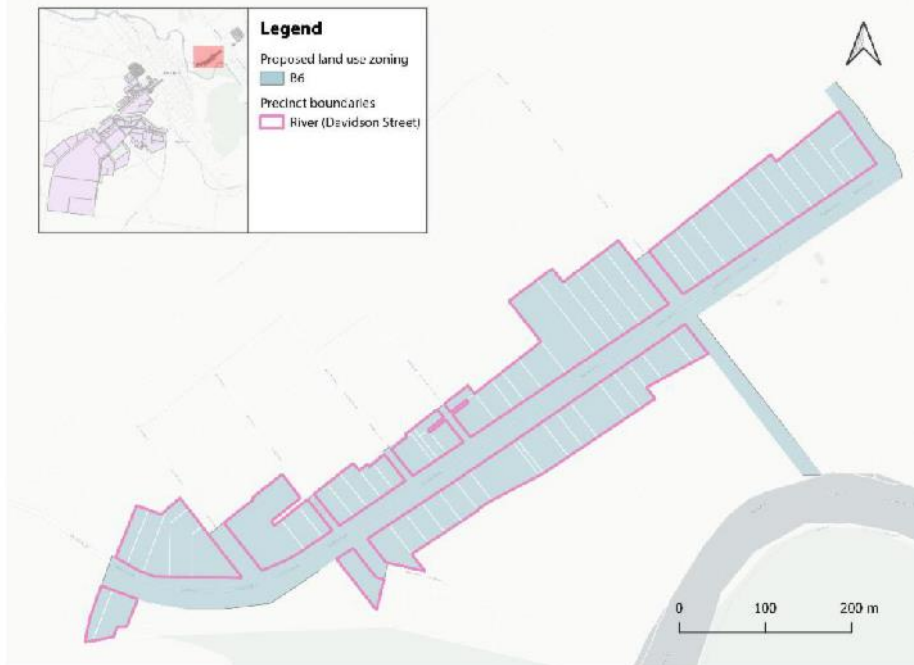 Legend
Proposed land use zoning
B6
Precinct boundaries
River (Davidson Street)
0 100 200 m